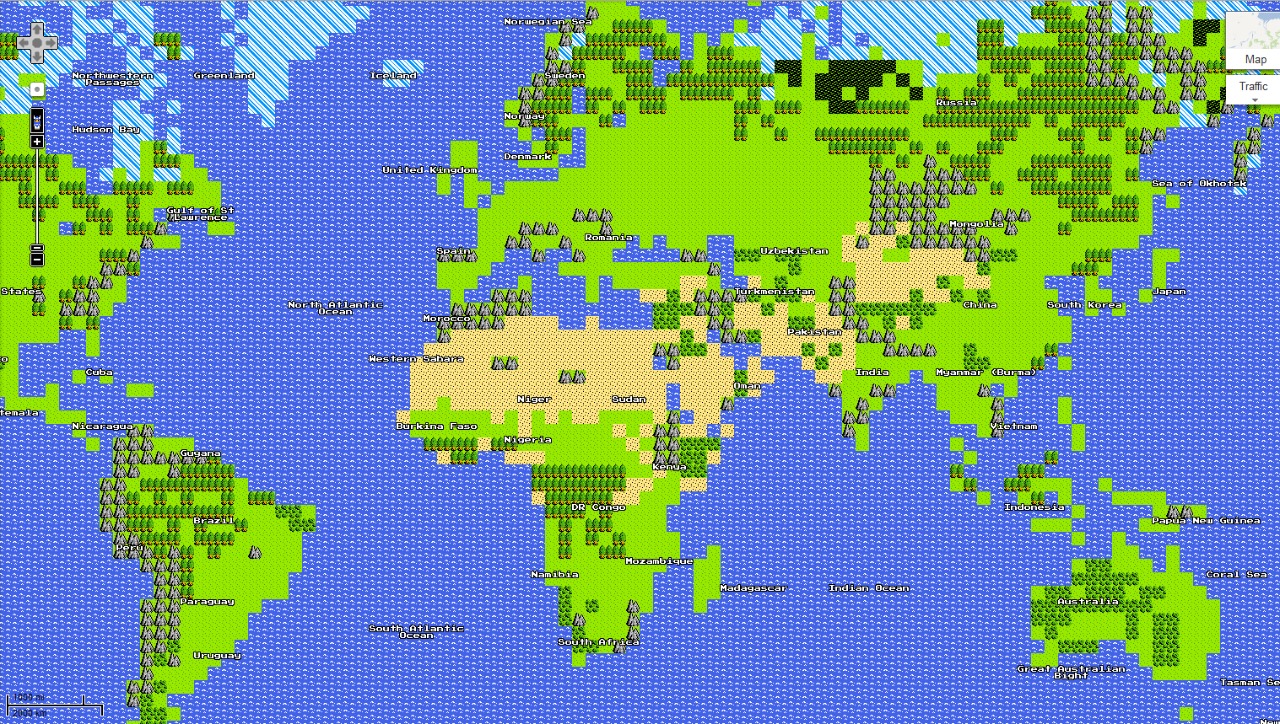 Norwegian Sea
Map
Northwestern
Passages
Greenland
Iceland
Sweden
Traffic
Russia
Norway
Hudson Bay
Denmark
United Kingdom
Sea of Okhotsk
Gulf of St
Lawrence
Mongolia
Romania
Spain
Uzbekistan
States
Turkmenistan
Japan
North Atlantic
Ocean
China
South Korea
Morocco
Pakistan
Western Sahara
o
Cuba
India
Myanmar (Burma)
Oman
Niger
Sudan
temala
Nicaragua
Burkina Faso
Vietnam
Nigeria
Guyana
Kenya
DR Congo
Indonesia
Brazil
Papua New Guinea
Peru
Mozambique
Namibia
Coral Sea
Madagascar
Indian Ocean
Paraguay
Australia
South Atlantic
Ocean
South Africa
Uruguay
Great Australian
Bight
Tasman Se
1000 mi
2000 km